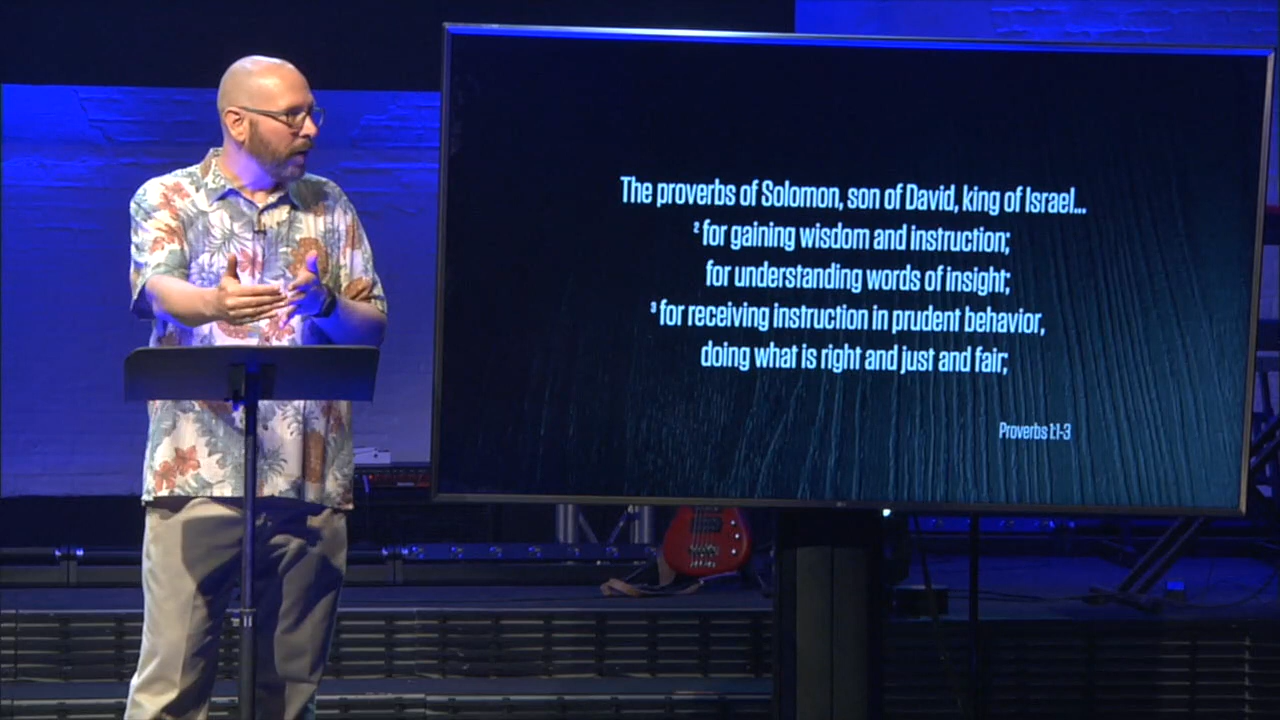 The proverbs of Solomon, son of David, king of Israel...
² for gaining wisdom and instruction;
for understanding words of insight;
³ for receiving instruction in prudent behavior,
doing what is right and just and fair;
Proverbs 1:1-3